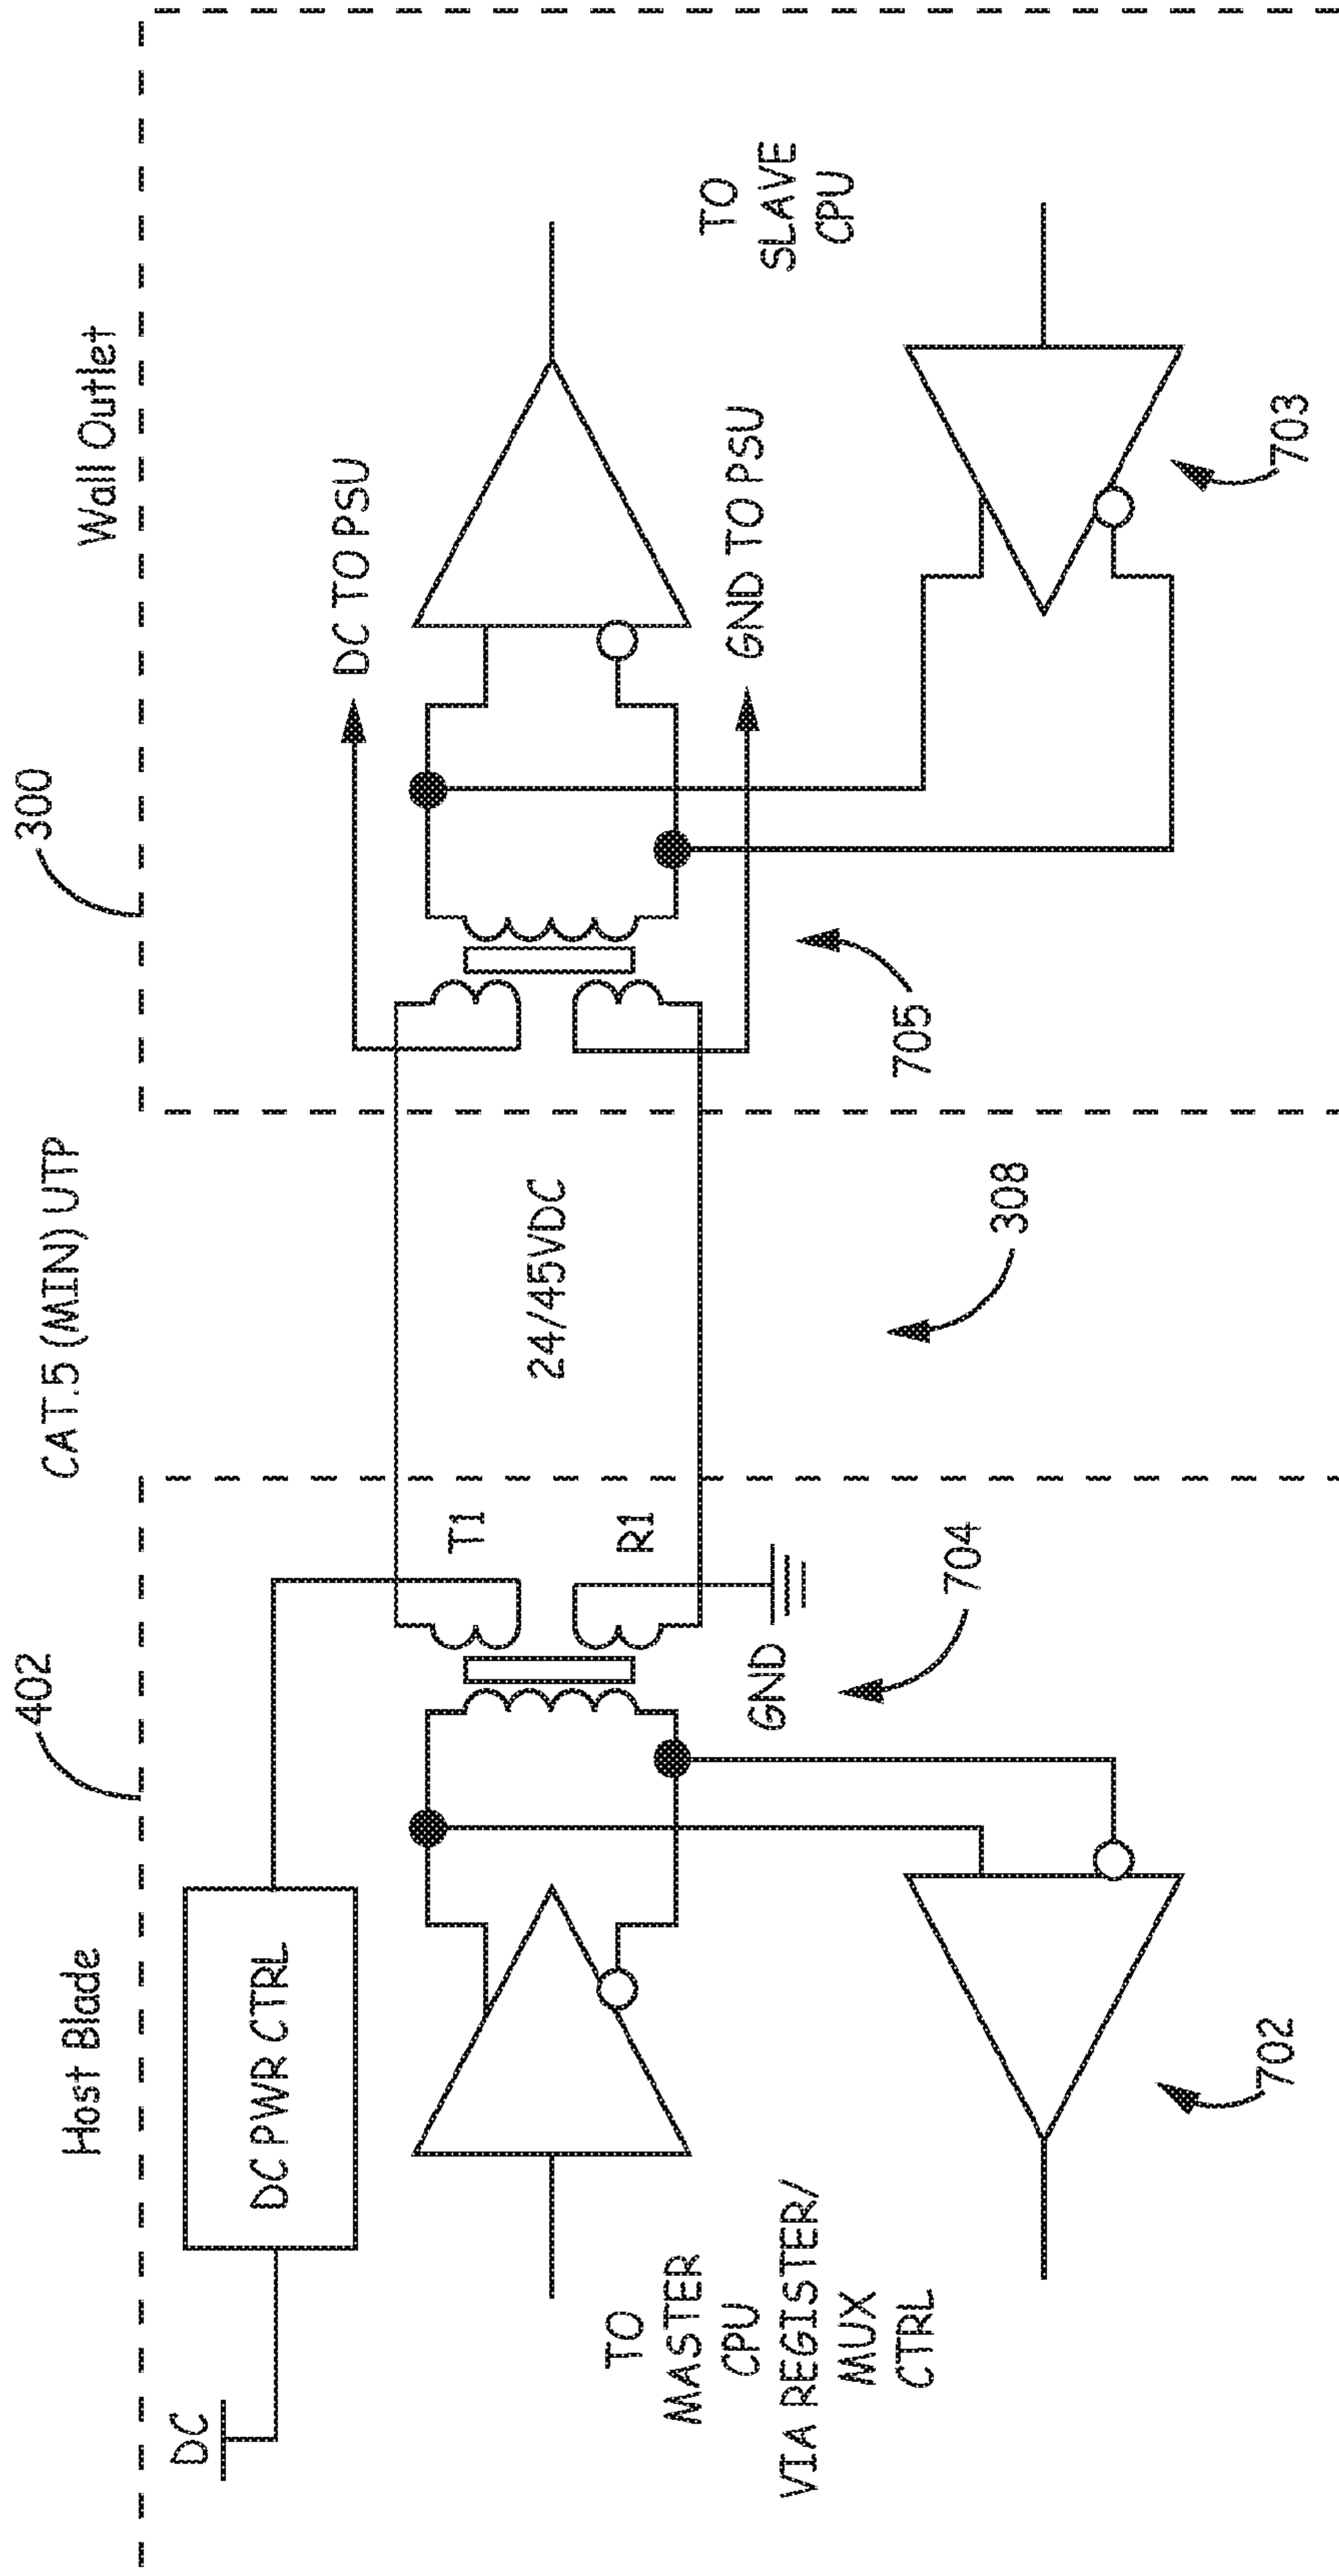 402
300
Host Blade
CAT.5 (MIN) UTP
Wall Outlet
DC
DC PWR CTRL
DC TO PSU
T1
R1
24/45VDC
GND
GND TO PSU
TO
MASTER
CPU
VIA REGISTER/
MUX
CTRL
TO
SLAVE
CPU
704
308
705
702
703